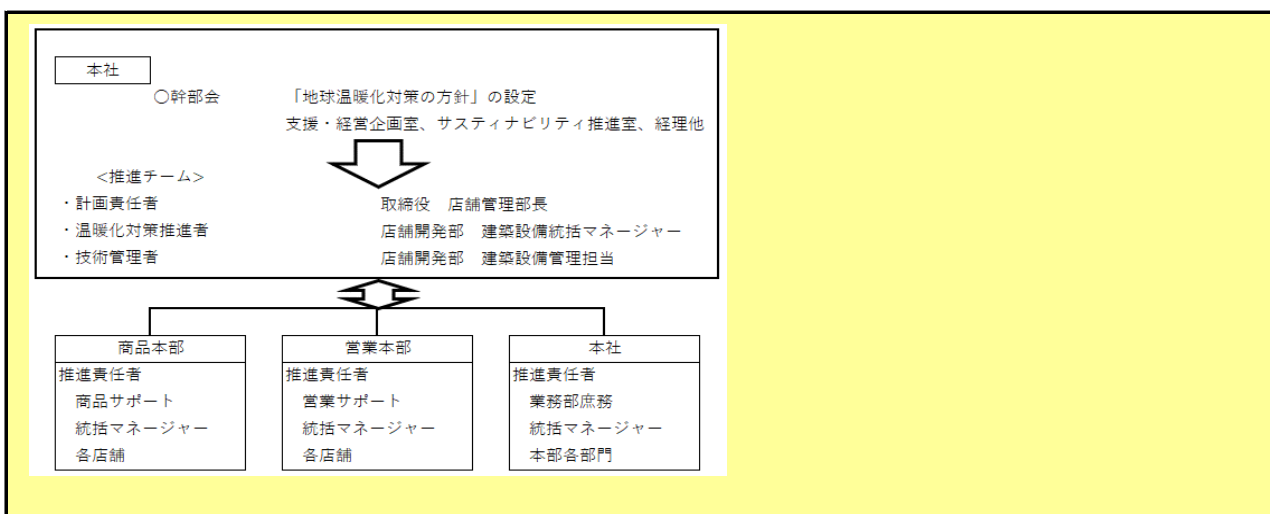 本社
○幹部会 「地球温暖化対策の方針」の設定
支援・経営企画室、サスティナビリティ推進室、経理他
<推進チーム>
・計画責任者 取締役 店舗管理部長
・温暖化対策推進者 店舗開発部 建築設備統括マネージャー
・技術管理者 店舗開発部 建築設備管理担当
商品本部
推進責任者
商品サポート
統括マネージャー
各店舗
営業本部
推進責任者
営業サポート
統括マネージャー
各店舗
本社
推進責任者
業務部庶務
統括マネージャー
本部各部門